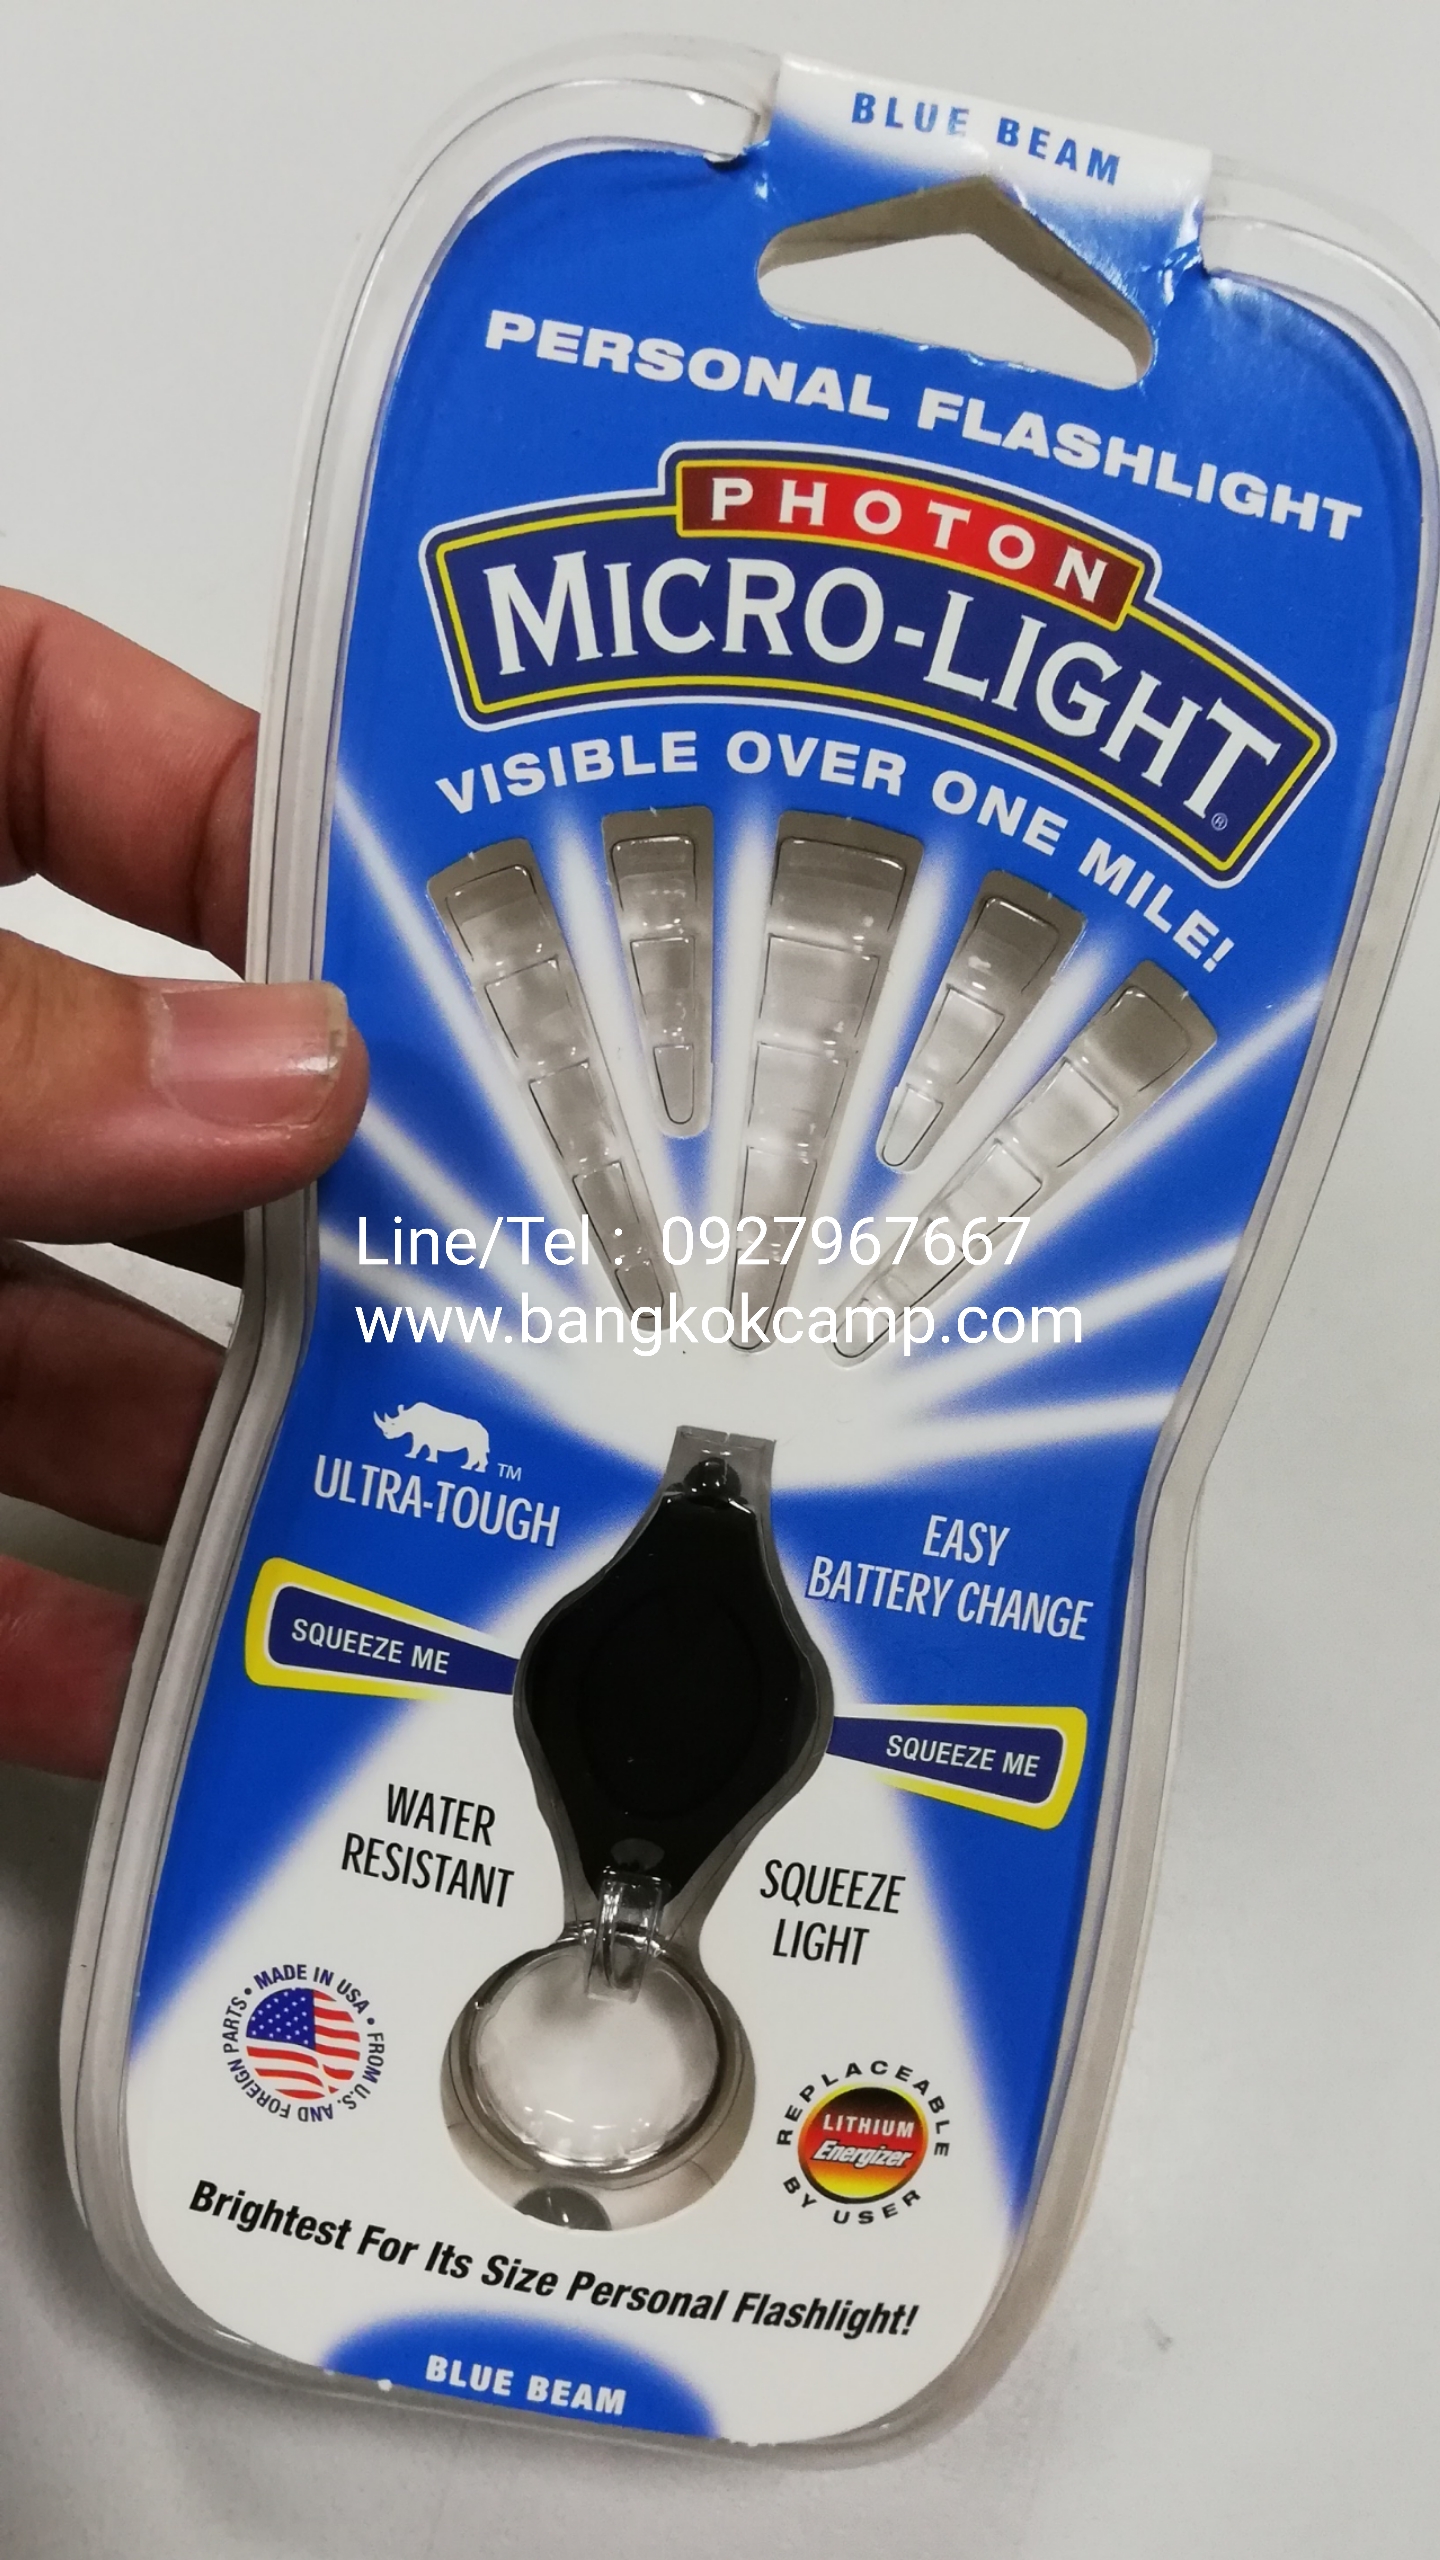 BLUE BEAM
PERSONAL FLASHLIGHT
PHOTON
MICRO-LIGHT®
VISIBLE OVER ONE MILE!
Line/Tel : 0927967667
www.bangkokcamp.com
™
ULTRA-TOUGH
EASY
BATTERY CHANGE
SQUEEZE ME
SQUEEZE ME
WATER
RESISTANT
SQUEEZE
LIGHT
• MADE IN USA • FROM U.S. AND FOREIGN PARTS
REPLACEABLE
LITHIUM
Energizer
BY USER
Brightest For Its Size Personal Flashlight!
BLUE BEAM